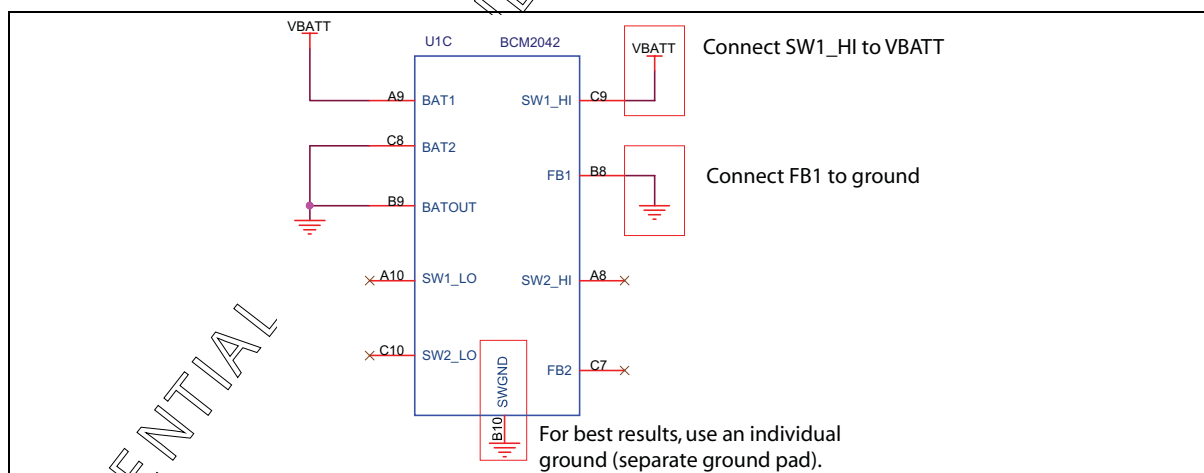 VBATT
U1C BCM2042
VBATT
Connect SW1_HI to VBATT
A9 BAT1
SW1_HI C9
C8 BAT2
FB1 B8
Connect FB1 to ground
B9 BATOUT
A10 SW1_LO
SW2_HI A8
C10 SW2_LO
SWGND
B10
FB2 C7
For best results, use an individual
ground (separate ground pad).
ENTIAL